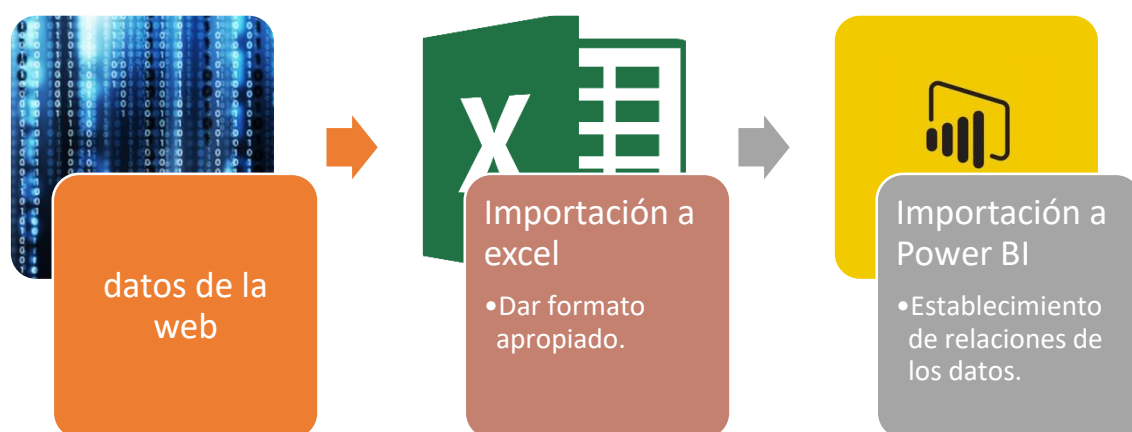 datos de la
web
Importación a
excel
•Dar formato
apropiado.
Importación a
Power BI
•Establecimiento
de relaciones de
los datos.